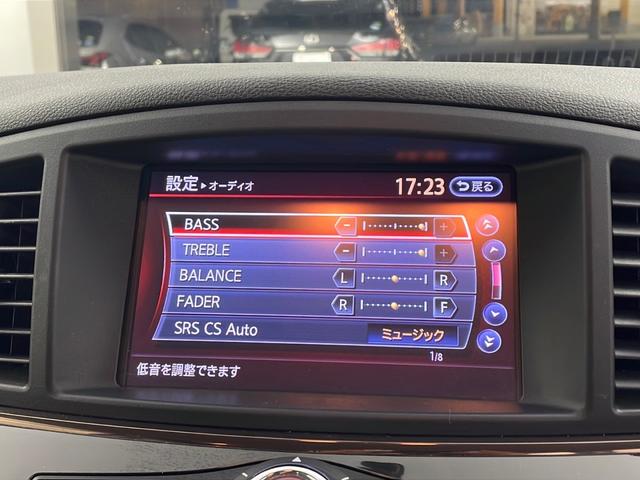 設定▶オーディオ 17:23 戻る
BASS - +
TREBLE - +
BALANCE L R
FADER R F
SRS CS Auto ミュージック
1/8
低音を調整できます